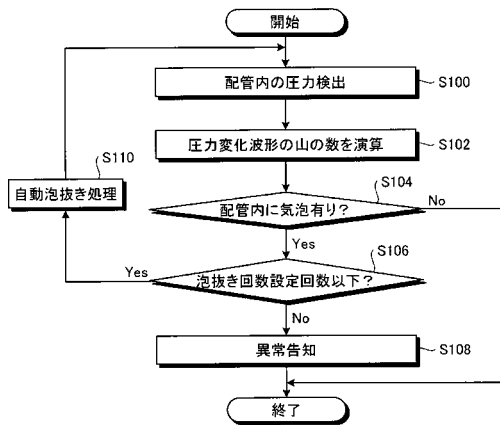 開始
配管内の圧力検出
S100
圧力変化波形の山の数を演算
S102
S110
自動泡抜き処理
S104
配管内に気泡有り?
No
Yes
S106
Yes
泡抜き回数設定回数以下?
No
異常告知
S108
終了